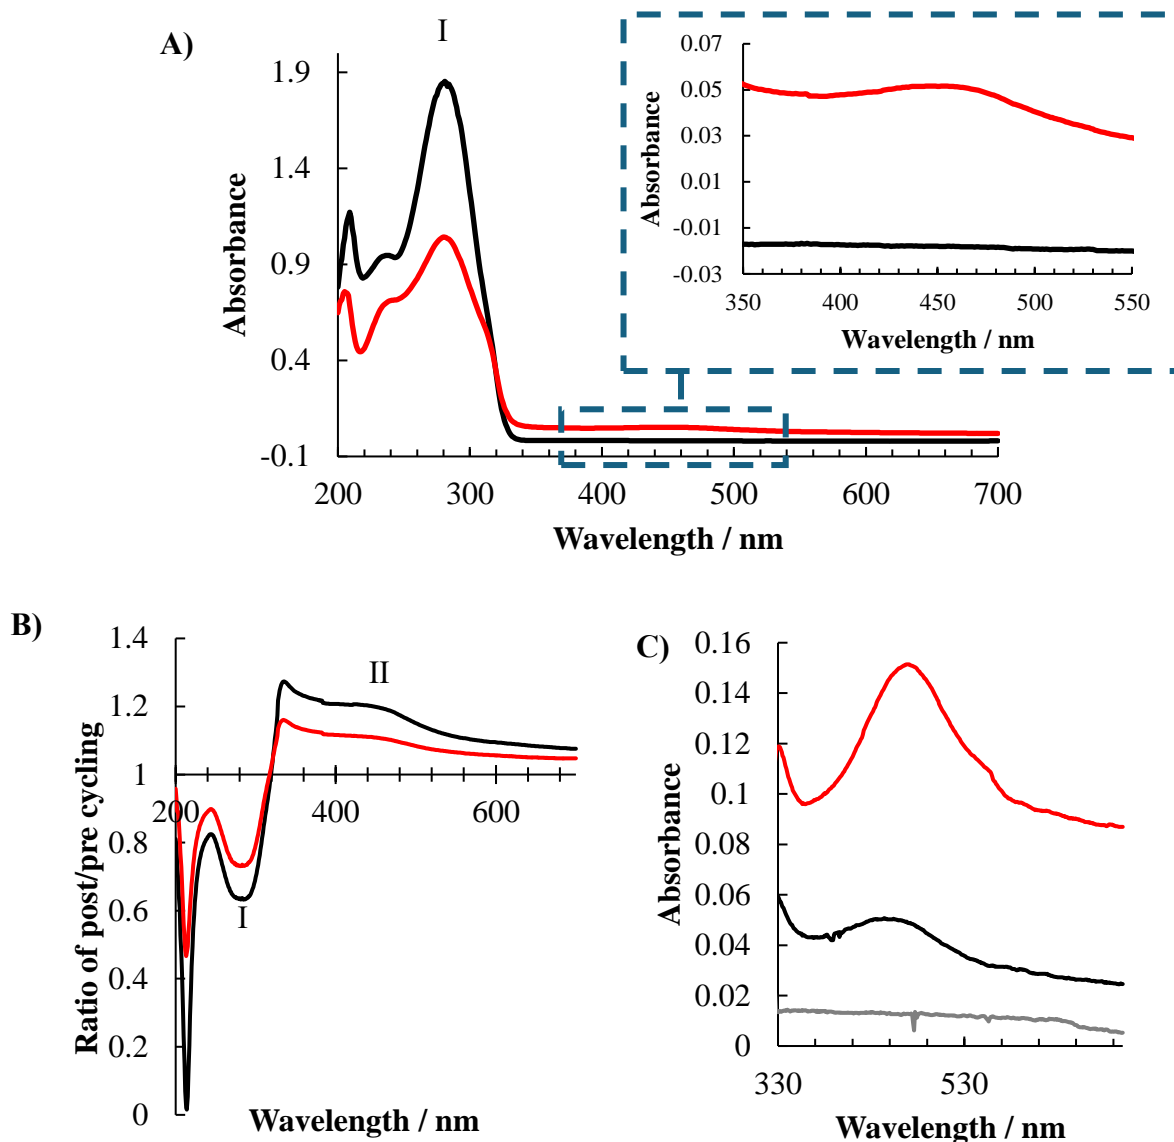 A)
I
Absorbance
1.9
1.4
0.9
0.4
-0.1
200 300 400 500 600 700
Wavelength / nm
Absorbance
0.07
0.05
0.03
0.01
-0.01
-0.03
350 400 450 500 550
Wavelength / nm
B)
Ratio of post/pre cycling
1.4
1.2
1
0.8
0.6
0.4
0.2
0
II
200 400 600
I
Wavelength / nm
C)
Absorbance
0.16
0.14
0.12
0.1
0.08
0.06
0.04
0.02
0
330 530
Wavelength / nm